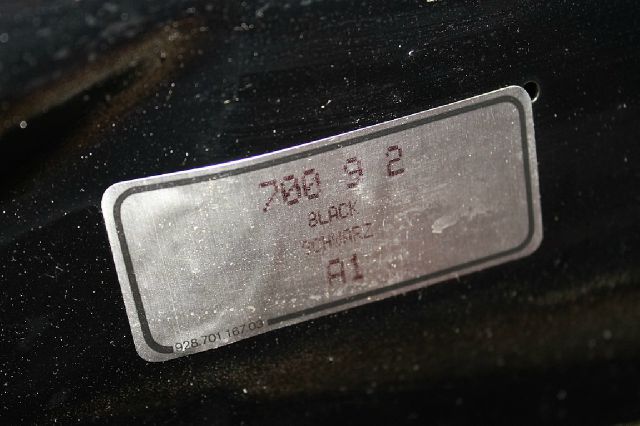 700 9 2
BLACK
SCHWARZ
A1
928.701.167.03